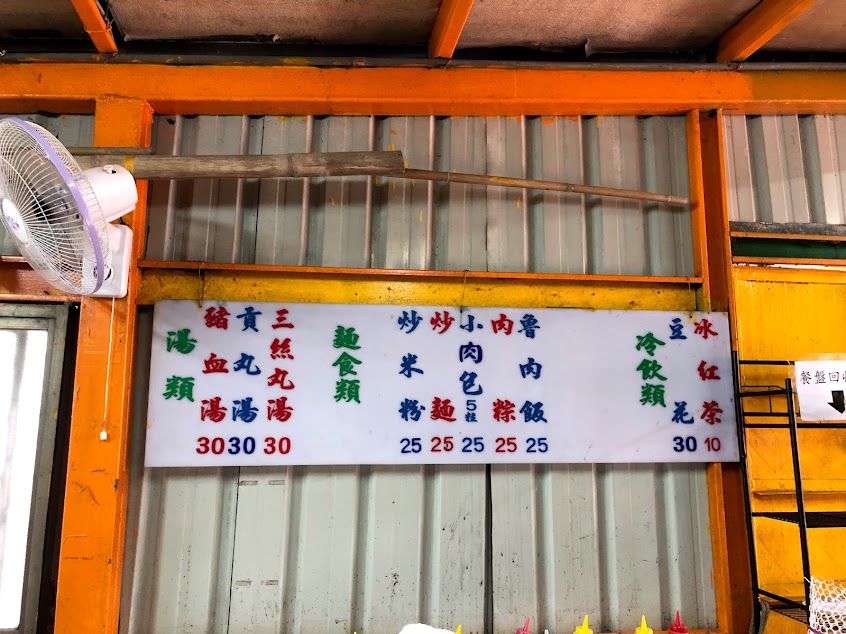 冰紅茶 10
豆花 30
冷飲類
魯肉飯 25
肉粽 25
小肉包5粒 25
炒麵 25
炒米粉 25
麵食類
三絲丸湯 30
貢丸湯 30
豬血湯 30
湯類
餐盤回收